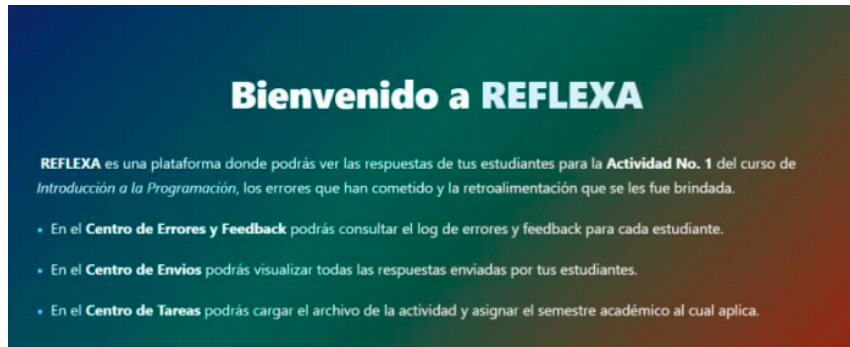 Bienvenido a REFLEXA
REFLEXA es una plataforma donde podrás ver las respuestas de tus estudiantes para la Actividad No. 1 del curso de
Introducción a la Programación, los errores que han cometido y la retroalimentación que se les fue brindada.
• En el Centro de Errores y Feedback podrás consultar el log de errores y feedback para cada estudiante.
• En el Centro de Envios podrás visualizar todas las respuestas enviadas por tus estudiantes.
• En el Centro de Tareas podrás cargar el archivo de la actividad y asignar el semestre académico al cual aplica.